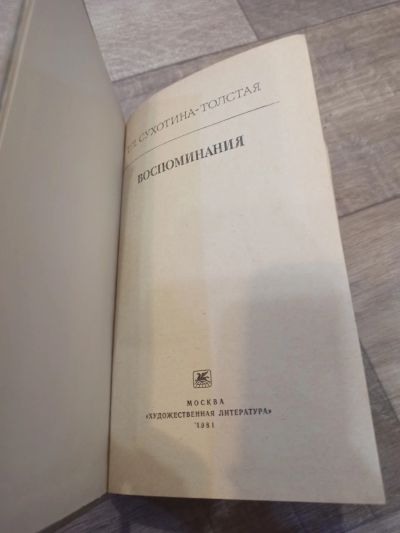 Т.Л. СУХОТИНА-ТОЛСТАЯ
ВОСПОМИНАНИЯ
МОСКВА
«ХУДОЖЕСТВЕННАЯ ЛИТЕРАТУРА»
1981